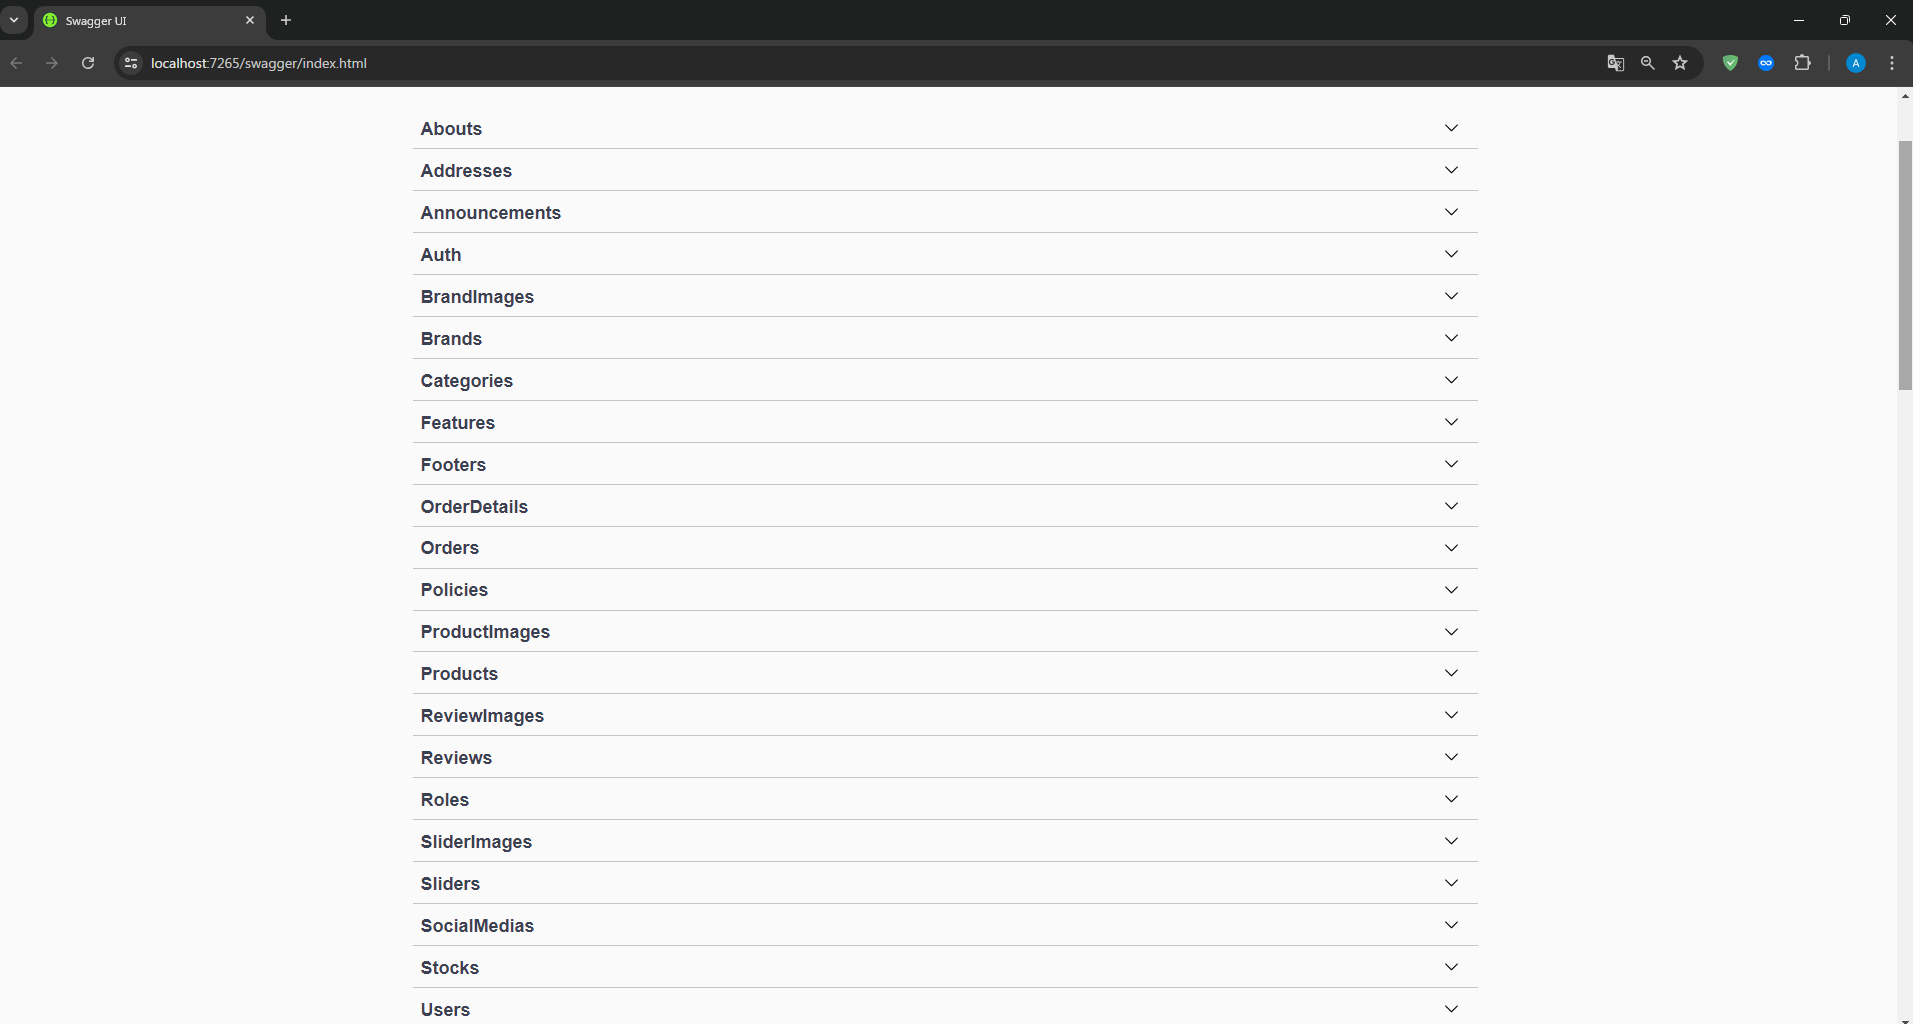 Swagger UI
localhost:7265/swagger/index.html
A
Abouts
Addresses
Announcements
Auth
BrandImages
Brands
Categories
Features
Footers
OrderDetails
Orders
Policies
ProductImages
Products
ReviewImages
Reviews
Roles
SliderImages
Sliders
SocialMedias
Stocks
Users